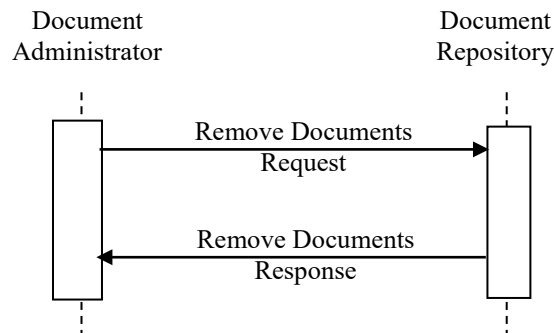 Document
Administrator
Document
Repository
Remove Documents
Request
Remove Documents
Response